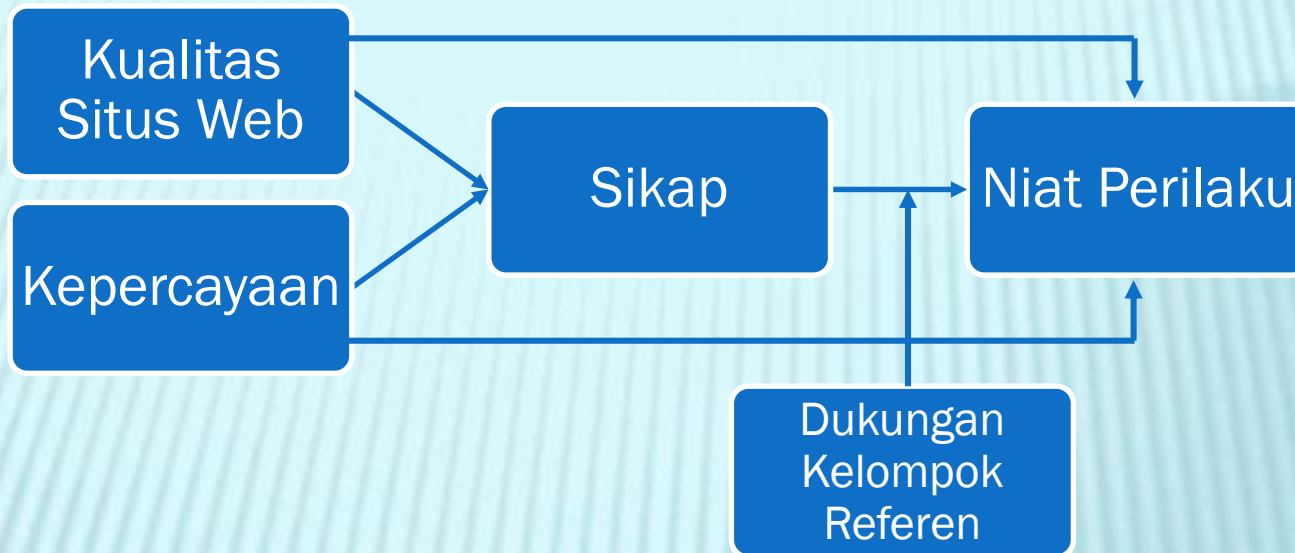 Kualitas
Situs Web
Sikap
Niat Perilaku
Kepercayaan
Dukungan
Kelompok
Referen